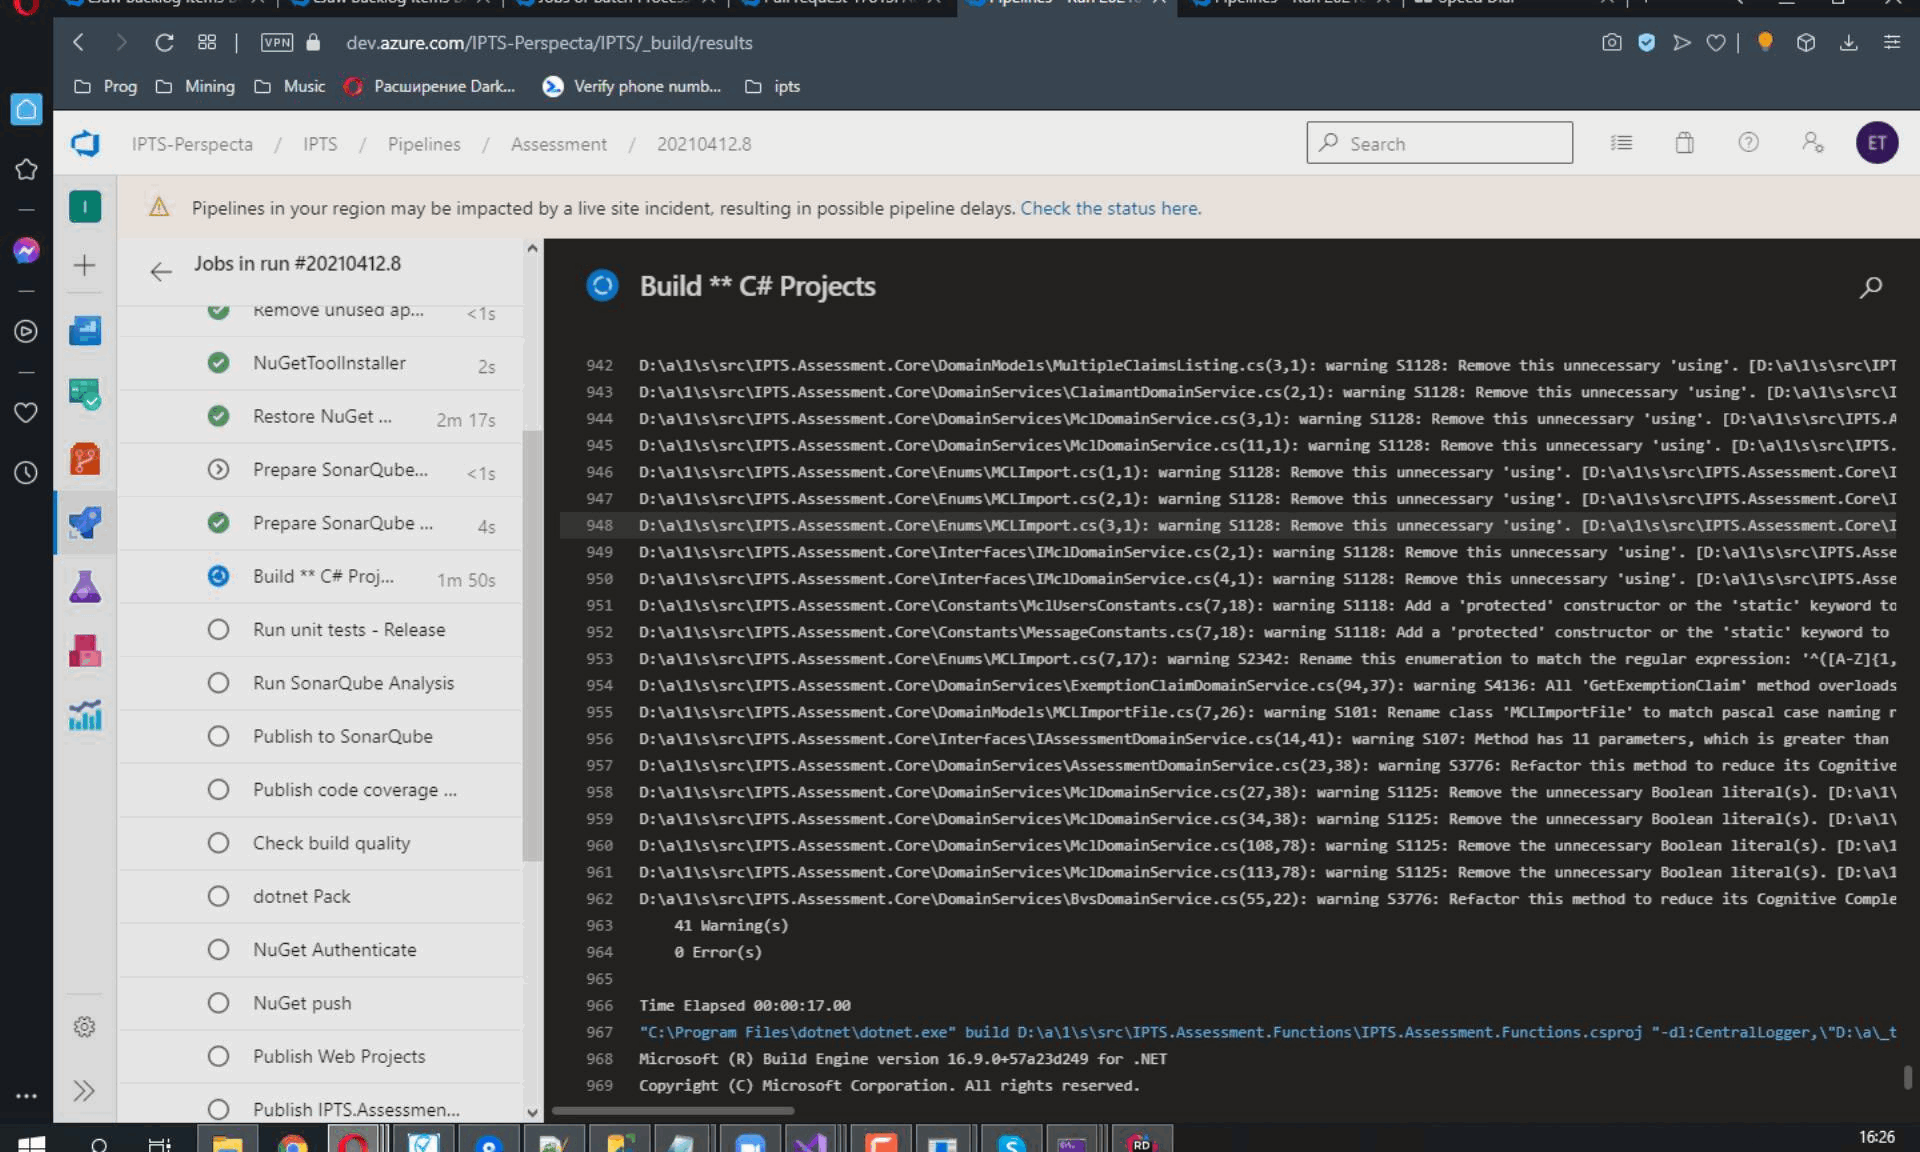 VPN dev.azure.com/IPTS-Perspecta/IPTS/_build/results
Prog Mining Music Расширение Dark... Verify phone numb... ipts
IPTS-Perspecta / IPTS / Pipelines / Assessment / 20210412.8
Search
ET
I
Pipelines in your region may be impacted by a live site incident, resulting in possible pipeline delays. Check the status here.
Jobs in run #20210412.8
Remove unused ap... <1s
NuGetToolInstaller 2s
Restore NuGet ... 2m 17s
Prepare SonarQube... <1s
Prepare SonarQube ... 4s
Build ** C# Proj... 1m 50s
Run unit tests - Release
Run SonarQube Analysis
Publish to SonarQube
Publish code coverage ...
Check build quality
dotnet Pack
NuGet Authenticate
NuGet push
Publish Web Projects
Publish IPTS.Assessmen...
Build ** C# Projects
942 D:\a\1\s\src\IPTS.Assessment.Core\DomainModels\MultipleClaimsListing.cs(3,1): warning S1128: Remove this unnecessary 'using'. [D:\a\1\s\src\IPT
943 D:\a\1\s\src\IPTS.Assessment.Core\DomainServices\ClaimantDomainService.cs(2,1): warning S1128: Remove this unnecessary 'using'. [D:\a\1\s\src\I
944 D:\a\1\s\src\IPTS.Assessment.Core\DomainServices\MclDomainService.cs(3,1): warning S1128: Remove this unnecessary 'using'. [D:\a\1\s\src\IPTS.A
945 D:\a\1\s\src\IPTS.Assessment.Core\DomainServices\MclDomainService.cs(11,1): warning S1128: Remove this unnecessary 'using'. [D:\a\1\s\src\IPTS.
946 D:\a\1\s\src\IPTS.Assessment.Core\Enums\MCLImport.cs(1,1): warning S1128: Remove this unnecessary 'using'. [D:\a\1\s\src\IPTS.Assessment.Core\I
947 D:\a\1\s\src\IPTS.Assessment.Core\Enums\MCLImport.cs(2,1): warning S1128: Remove this unnecessary 'using'. [D:\a\1\s\src\IPTS.Assessment.Core\I
948 D:\a\1\s\src\IPTS.Assessment.Core\Enums\MCLImport.cs(3,1): warning S1128: Remove this unnecessary 'using'. [D:\a\1\s\src\IPTS.Assessment.Core\I
949 D:\a\1\s\src\IPTS.Assessment.Core\Interfaces\IMclDomainService.cs(2,1): warning S1128: Remove this unnecessary 'using'. [D:\a\1\s\src\IPTS.Asse
950 D:\a\1\s\src\IPTS.Assessment.Core\Interfaces\IMclDomainService.cs(4,1): warning S1128: Remove this unnecessary 'using'. [D:\a\1\s\src\IPTS.Asse
951 D:\a\1\s\src\IPTS.Assessment.Core\Constants\MclUsersConstants.cs(7,18): warning S1118: Add a 'protected' constructor or the 'static' keyword to
952 D:\a\1\s\src\IPTS.Assessment.Core\Constants\MessageConstants.cs(7,18): warning S1118: Add a 'protected' constructor or the 'static' keyword to
953 D:\a\1\s\src\IPTS.Assessment.Core\Enums\MCLImport.cs(7,17): warning S2342: Rename this enumeration to match the regular expression: '^([A-Z]{1,
954 D:\a\1\s\src\IPTS.Assessment.Core\DomainServices\ExemptionClaimDomainService.cs(94,37): warning S4136: All 'GetExemptionClaim' method overloads
955 D:\a\1\s\src\IPTS.Assessment.Core\DomainModels\MCLImportFile.cs(7,26): warning S101: Rename class 'MCLImportFile' to match pascal case naming r
956 D:\a\1\s\src\IPTS.Assessment.Core\Interfaces\IAssessmentDomainService.cs(14,41): warning S107: Method has 11 parameters, which is greater than
957 D:\a\1\s\src\IPTS.Assessment.Core\DomainServices\AssessmentDomainService.cs(23,38): warning S3776: Refactor this method to reduce its Cognitive
958 D:\a\1\s\src\IPTS.Assessment.Core\DomainServices\MclDomainService.cs(27,38): warning S1125: Remove the unnecessary Boolean literal(s). [D:\a\1\
959 D:\a\1\s\src\IPTS.Assessment.Core\DomainServices\MclDomainService.cs(34,38): warning S1125: Remove the unnecessary Boolean literal(s). [D:\a\1\
960 D:\a\1\s\src\IPTS.Assessment.Core\DomainServices\MclDomainService.cs(108,78): warning S1125: Remove the unnecessary Boolean literal(s). [D:\a\1
961 D:\a\1\s\src\IPTS.Assessment.Core\DomainServices\MclDomainService.cs(113,78): warning S1125: Remove the unnecessary Boolean literal(s). [D:\a\1
962 D:\a\1\s\src\IPTS.Assessment.Core\DomainServices\BvsDomainService.cs(55,22): warning S3776: Refactor this method to reduce its Cognitive Comple
963 41 Warning(s)
964 0 Error(s)
965
966 Time Elapsed 00:00:17.00
967 "C:\Program Files\dotnet\dotnet.exe" build D:\a\1\s\src\IPTS.Assessment.Functions\IPTS.Assessment.Functions.csproj "-dl:CentralLogger,\"D:\a\_t
968 Microsoft (R) Build Engine version 16.9.0+57a23d249 for .NET
969 Copyright (C) Microsoft Corporation. All rights reserved.
RD
16:26